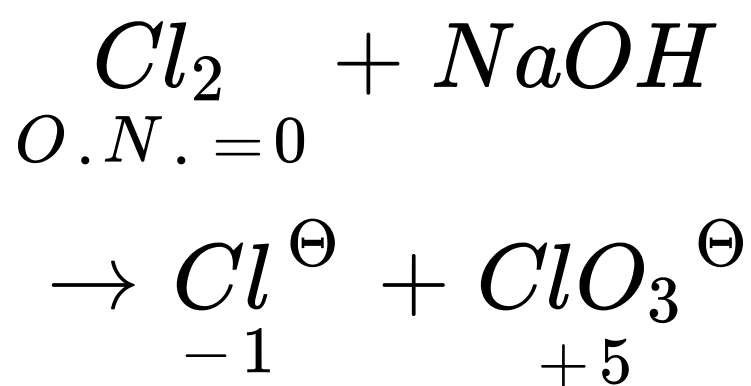 Cl₂ + NaOH
O.N. = 0
→ Cl^Θ + ClO₃^Θ
−1 +5